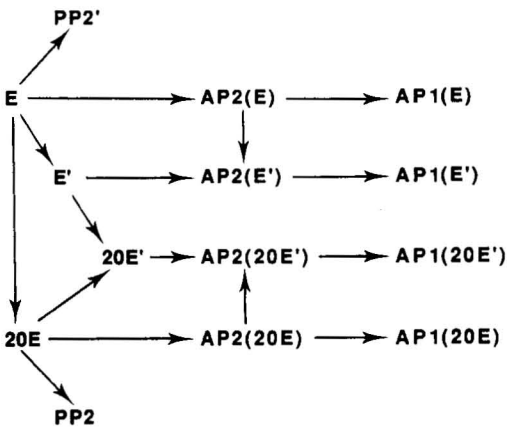 PP2'
E AP2(E) AP1(E)
E' AP2(E') AP1(E')
20E' AP2(20E') AP1(20E')
20E AP2(20E) AP1(20E)
PP2